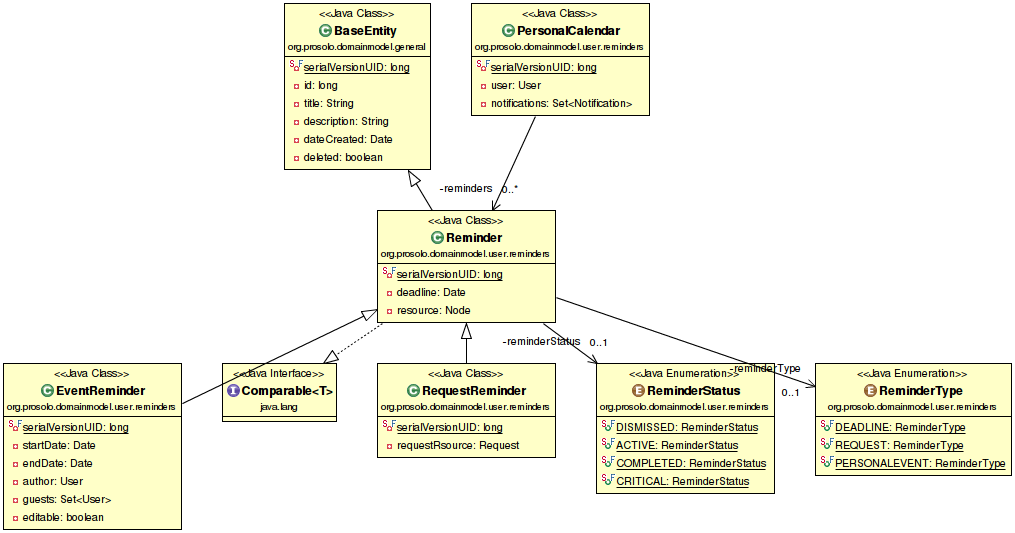 <<Java Class>>
BaseEntity
org.prosolo.domainmodel.general
serialVersionUID: long
id: long
title: String
description: String
dateCreated: Date
deleted: boolean
<<Java Class>>
PersonalCalendar
org.prosolo.domainmodel.user.reminders
serialVersionUID: long
user: User
notifications: Set<Notification>
-reminders 0..*
<<Java Class>>
Reminder
org.prosolo.domainmodel.user.reminders
serialVersionUID: long
deadline: Date
resource: Node
-reminderStatus 0..1
-reminderType
0..1
<<Java Class>>
EventReminder
org.prosolo.domainmodel.user.reminders
serialVersionUID: long
startDate: Date
endDate: Date
author: User
guests: Set<User>
editable: boolean
<<Java Interface>>
Comparable<T>
java.lang
<<Java Class>>
RequestReminder
org.prosolo.domainmodel.user.reminders
serialVersionUID: long
requestRsource: Request
<<Java Enumeration>>
ReminderStatus
org.prosolo.domainmodel.user.reminders
DISMISSED: ReminderStatus
ACTIVE: ReminderStatus
COMPLETED: ReminderStatus
CRITICAL: ReminderStatus
<<Java Enumeration>>
ReminderType
org.prosolo.domainmodel.user.reminders
DEADLINE: ReminderType
REQUEST: ReminderType
PERSONALEVENT: ReminderType